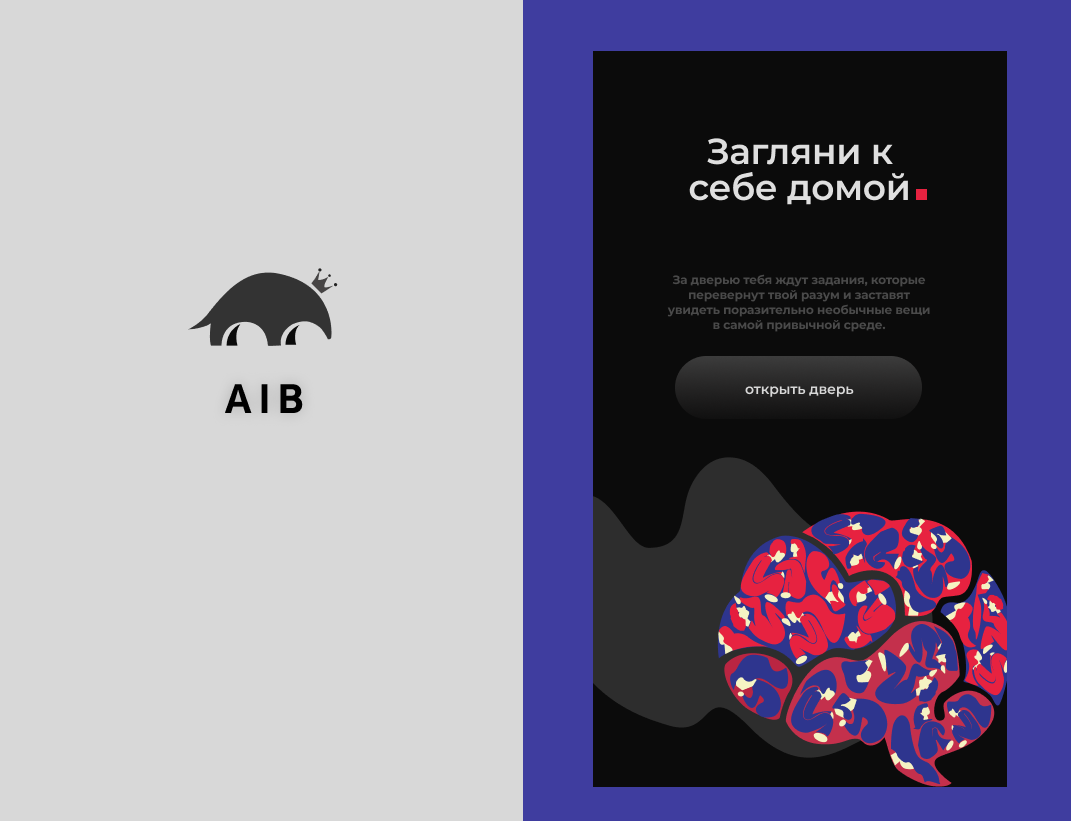 AIB
Загляни к
себе домой
За дверью тебя ждут задания, которые
перевернут твой разум и заставят
увидеть поразительно необычные вещи
в самой привычной среде.
открыть дверь